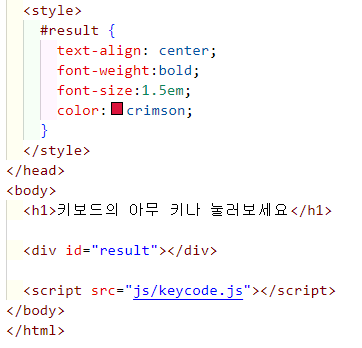 <style>
#result {
text-align: center;
font-weight:bold;
font-size:1.5em;
color: crimson;
}
</style>
</head>
<body>
<h1>키보드의 아무 키나 눌러보세요</h1>
<div id="result"></div>
<script src="js/keycode.js"></script>
</body>
</html>